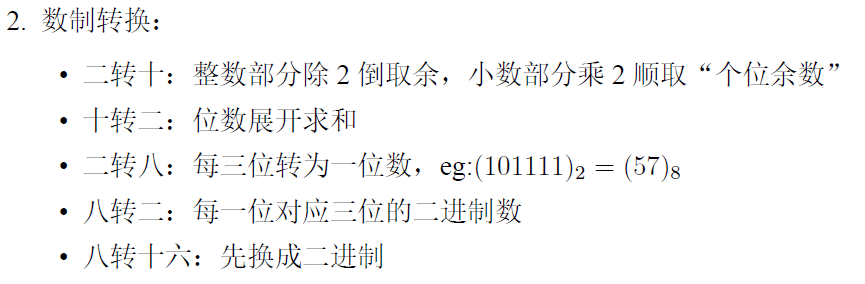 2. 数制转换：
• 二转十：整数部分除 2 倒取余，小数部分乘 2 顺取“个位余数”
• 十转二：位数展开求和
• 二转八：每三位转为一位数，eg:(101111)₂ = (57)₈
• 八转二：每一位对应三位的二进制数
• 八转十六：先换成二进制